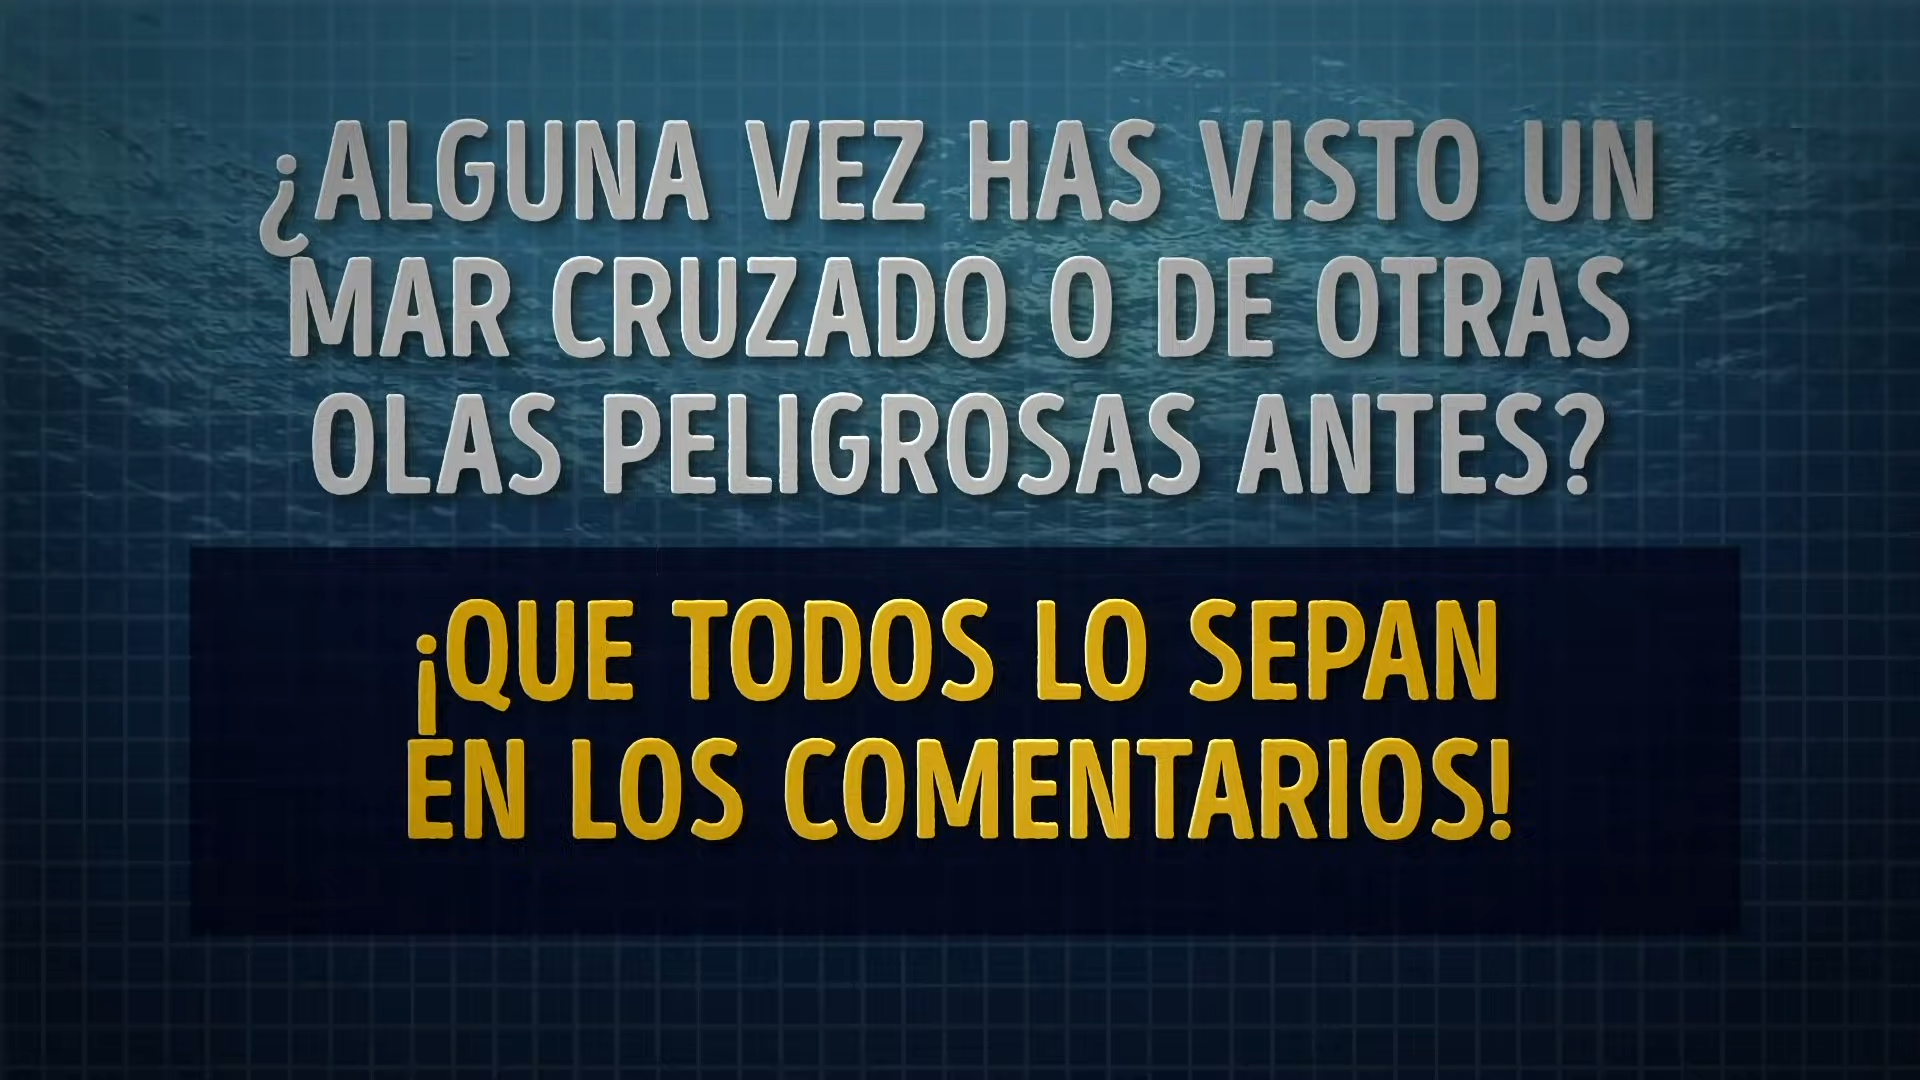 ¿ALGUNA VEZ HAS VISTO UN
MAR CRUZADO O DE OTRAS
OLAS PELIGROSAS ANTES?
¡QUE TODOS LO SEPAN
EN LOS COMENTARIOS!